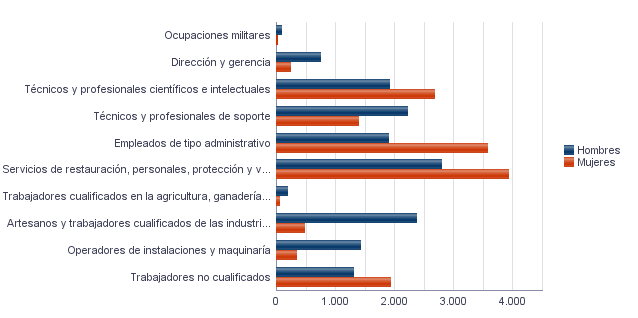 Ocupaciones militares
Dirección y gerencia
Técnicos y profesionales científicos e intelectuales
Técnicos y profesionales de soporte
Empleados de tipo administrativo
Servicios de restauración, personales, protección y v...
Trabajadores cualificados en la agricultura, ganadería...
Artesanos y trabajadores cualificados de las industri...
Operadores de instalaciones y maquinaría
Trabajadores no cualificados
0 1.000 2.000 3.000 4.000
Hombres
Mujeres